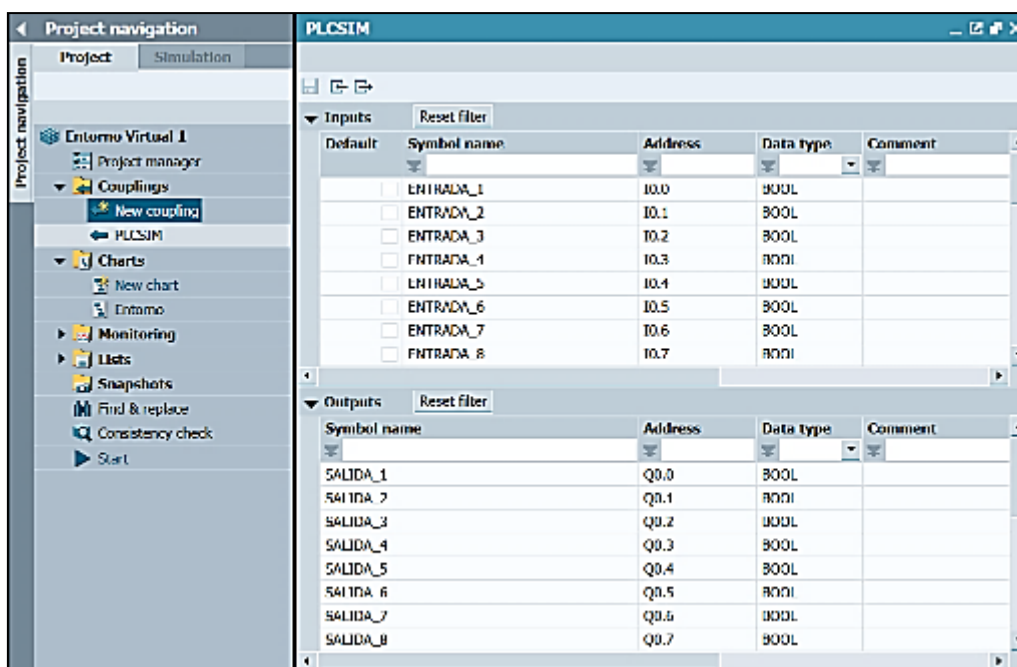 Project navigation
Project Simulation
Project navigation
Entorno Virtual 1
Project manager
Couplings
New coupling
PLCSIM
Charts
New chart
Entorno
Monitoring
Lists
Snapshots
Find & replace
Consistency check
Start
PLCSIM
Inputs Reset filter
Default Symbol name Address Data type Comment
ENTRADA_1 I0.0 BOOL
ENTRADA_2 I0.1 BOOL
ENTRADA_3 I0.2 BOOL
ENTRADA_4 I0.3 BOOL
ENTRADA_5 I0.4 BOOL
ENTRADA_6 I0.5 BOOL
ENTRADA_7 I0.6 BOOL
ENTRADA_8 I0.7 BOOL
Outputs Reset filter
Symbol name Address Data type Comment
SALIDA_1 Q0.0 BOOL
SALIDA_2 Q0.1 BOOL
SALIDA_3 Q0.2 BOOL
SALIDA_4 Q0.3 BOOL
SALIDA_5 Q0.4 BOOL
SALIDA_6 Q0.5 BOOL
SALIDA_7 Q0.6 BOOL
SALIDA_8 Q0.7 BOOL